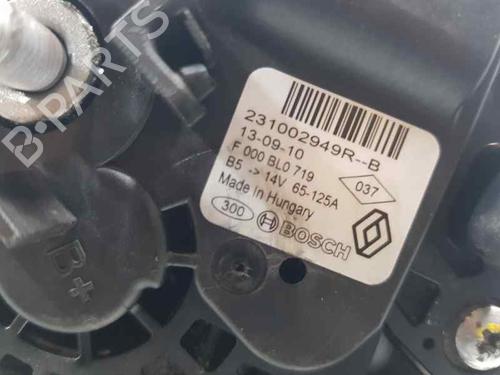 B-PARTS
231002949R--B
13-09-10
F 000 BL0 719
B5 -> 14V 65-125A
Made in Hungary
037
300
BOSCH
B+